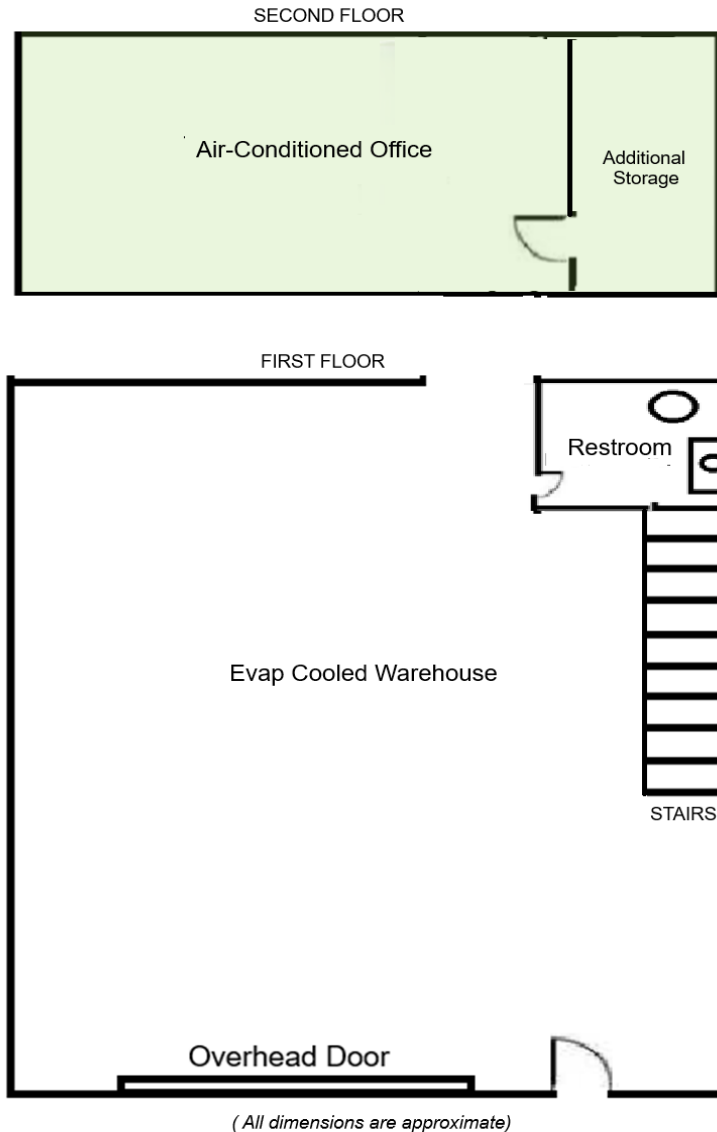 SECOND FLOOR
Air-Conditioned Office
Additional
Storage
FIRST FLOOR
Restroom
Evap Cooled Warehouse
STAIRS
Overhead Door
( All dimensions are approximate)